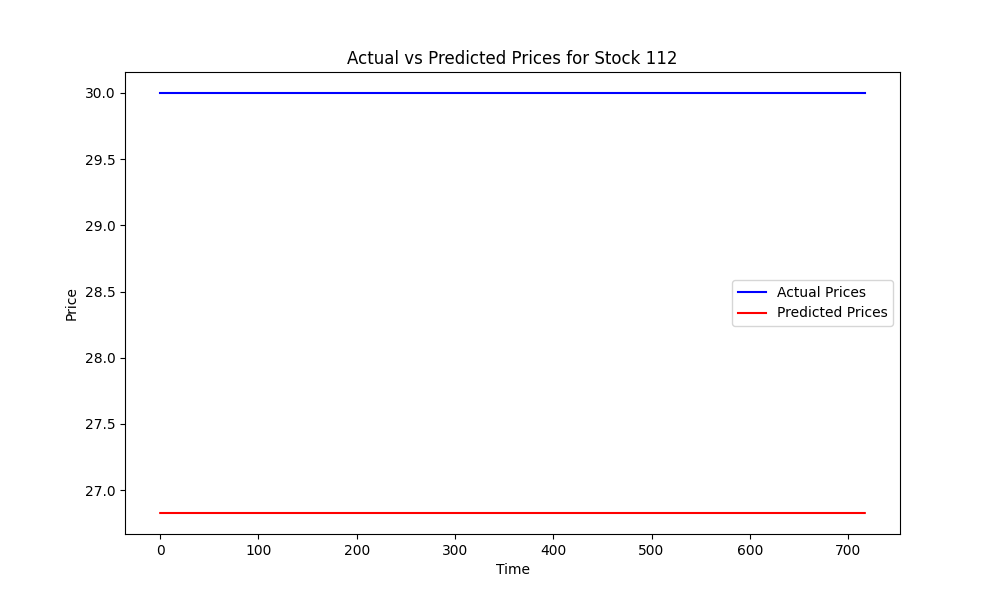 Actual vs Predicted Prices for Stock 112
30.0
29.5
29.0
28.5
28.0
27.5
27.0
Price
Actual Prices
Predicted Prices
0 100 200 300 400 500 600 700
Time